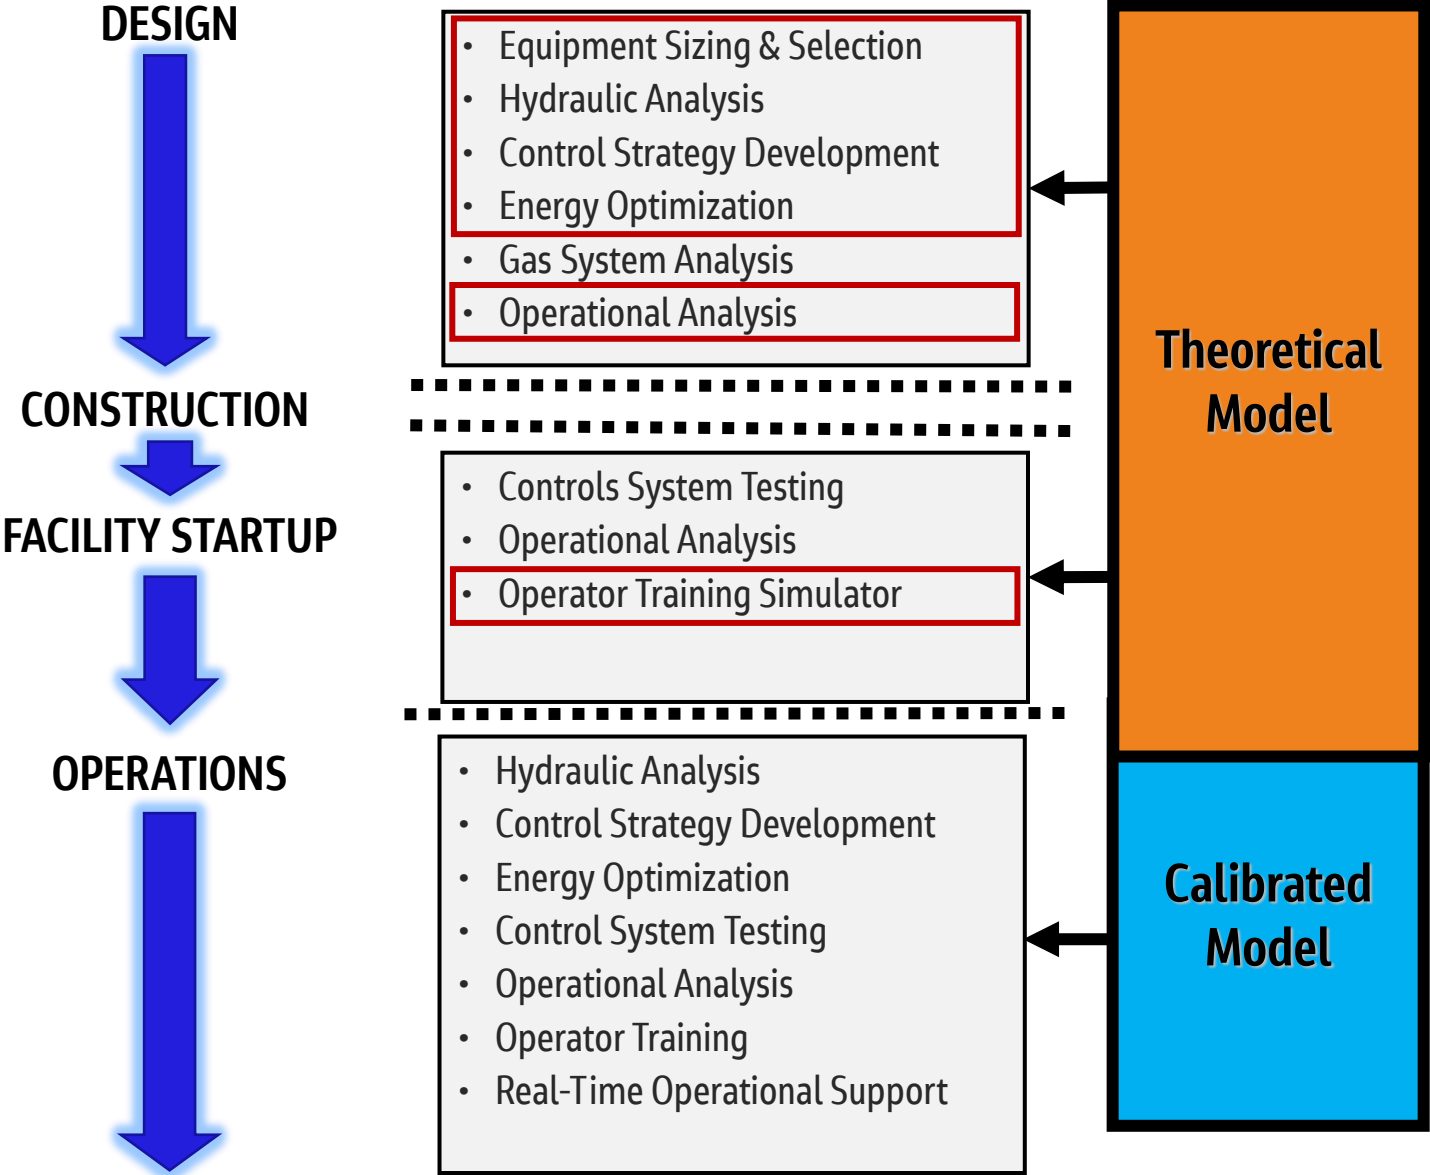 DESIGN
• Equipment Sizing & Selection
• Hydraulic Analysis
• Control Strategy Development
• Energy Optimization
• Gas System Analysis
• Operational Analysis
CONSTRUCTION
FACILITY STARTUP
• Controls System Testing
• Operational Analysis
• Operator Training Simulator
OPERATIONS
• Hydraulic Analysis
• Control Strategy Development
• Energy Optimization
• Control System Testing
• Operational Analysis
• Operator Training
• Real-Time Operational Support
Theoretical
Model
Calibrated
Model